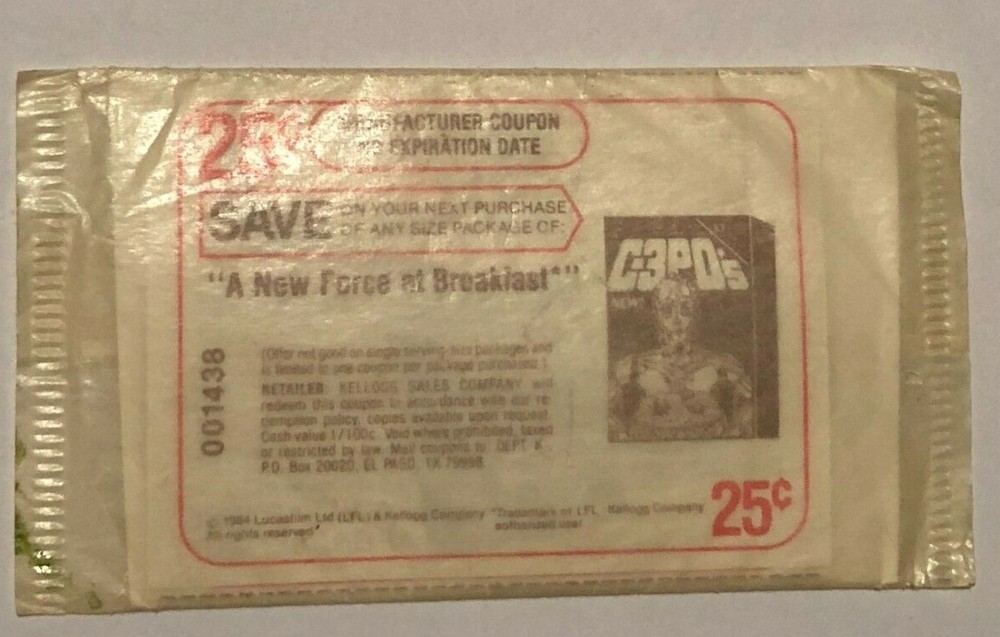 25¢
MANUFACTURER COUPON
NO EXPIRATION DATE
SAVE ON YOUR NEXT PURCHASE
OF ANY SIZE PACKAGE OF:
"A New Force at Breakfast*"
C-3PO's
NEW!
001438
(Offer not good on single serving-size packages and
is limited to one coupon per package purchased.)
RETAILER: KELLOGG SALES COMPANY will
redeem this coupon in accordance with our re-
demption policy, copies available upon request.
Cash value 1/100¢. Void where prohibited, taxed
or restricted by law. Mail coupons to: DEPT. K
P.O. Box 20020, EL PASO, TX 79998
© 1984 Lucasfilm Ltd (LFL) & Kellogg Company
All rights reserved
*Trademark of LFL. Kellogg Company
authorized user
25¢